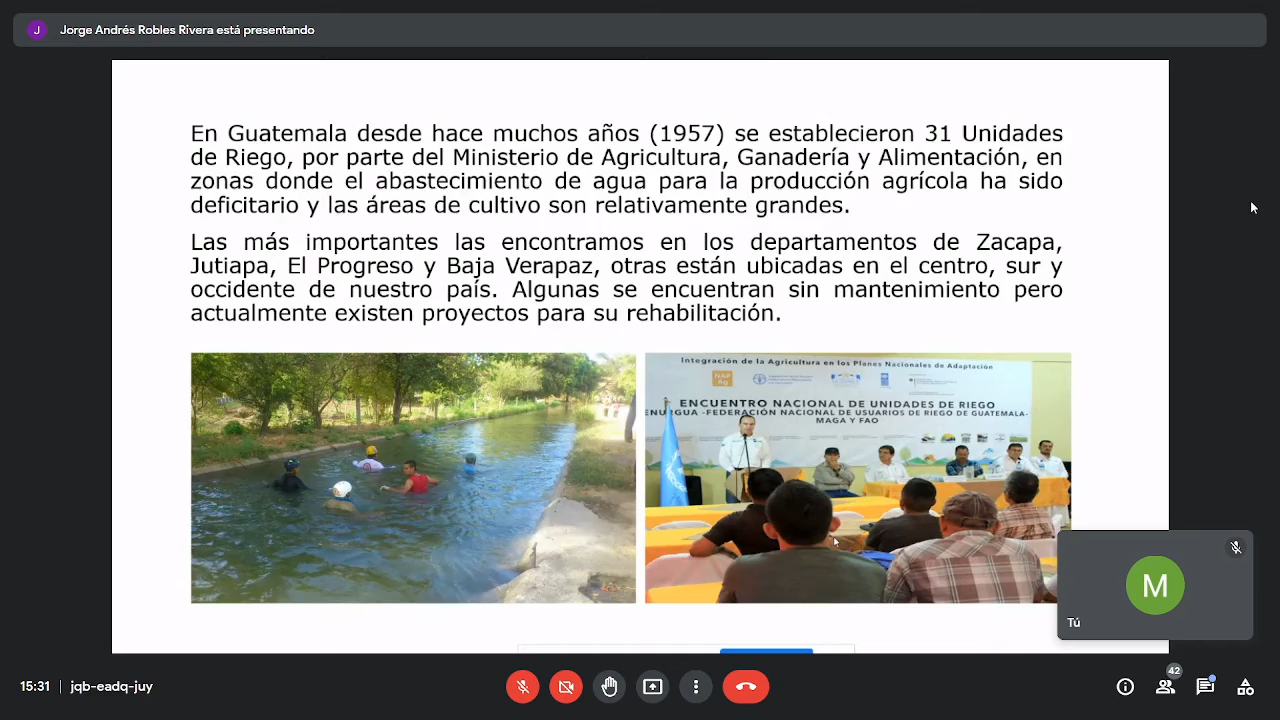 J
Jorge Andrés Robles Rivera está presentando
En Guatemala desde hace muchos años (1957) se establecieron 31 Unidades
de Riego, por parte del Ministerio de Agricultura, Ganadería y Alimentación, en
zonas donde el abastecimiento de agua para la producción agrícola ha sido
deficitario y las áreas de cultivo son relativamente grandes.
Las más importantes las encontramos en los departamentos de Zacapa,
Jutiapa, El Progreso y Baja Verapaz, otras están ubicadas en el centro, sur y
occidente de nuestro país. Algunas se encuentran sin mantenimiento pero
actualmente existen proyectos para su rehabilitación.
Integración de la Agricultura en los Planes Nacionales de Adaptación
NAP
Ag
ENCUENTRO NACIONAL DE UNIDADES DE RIEGO
-FEDERACIÓN NACIONAL DE USUARIOS DE RIEGO DE GUATEMALA-
MAGA Y FAO
M
Tú
15:31 | jqb-eadq-juy
42